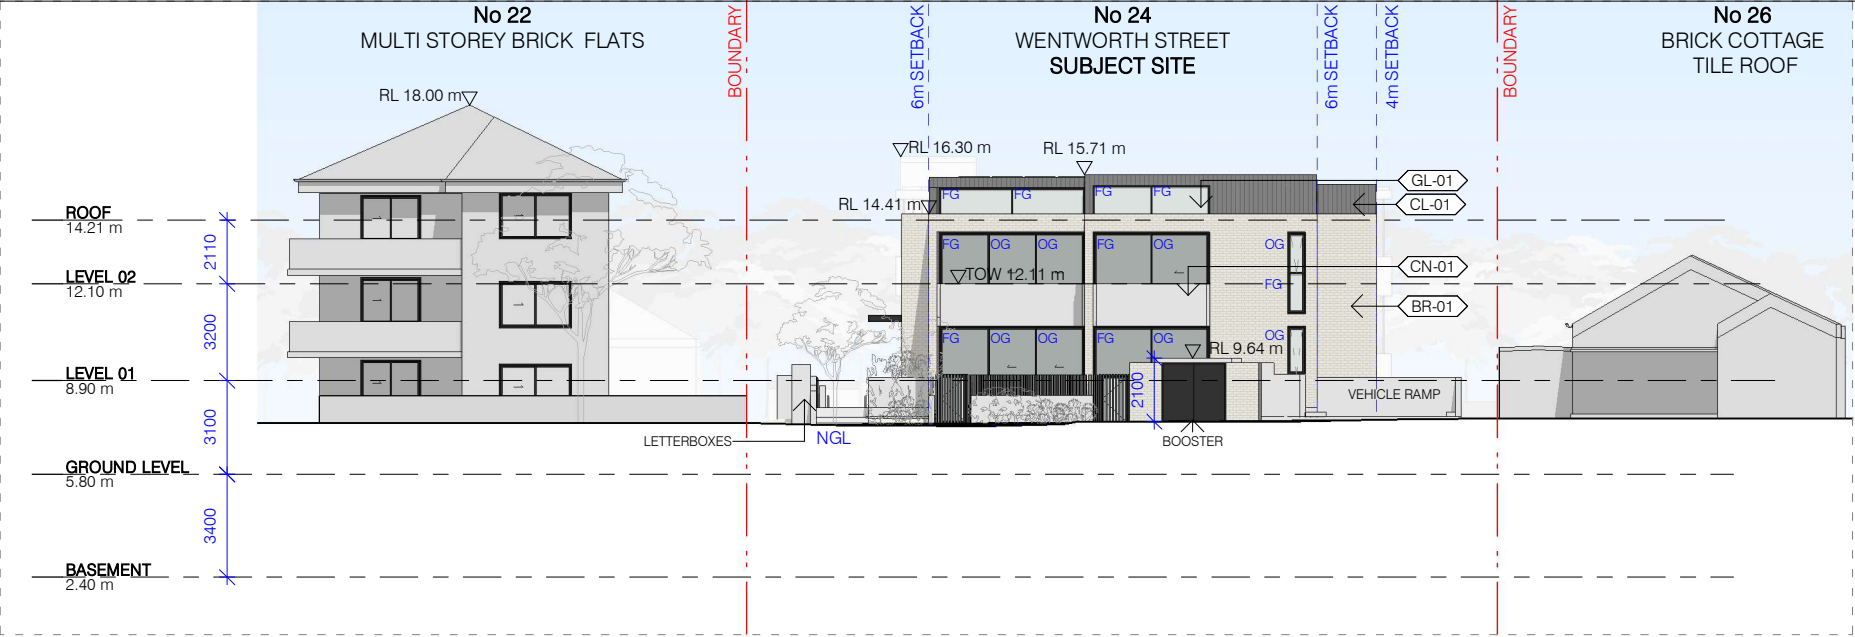 No 22
MULTI STOREY BRICK FLATS
BOUNDARY
6m SETBACK
No 24
WENTWORTH STREET
SUBJECT SITE
6m SETBACK
4m SETBACK
BOUNDARY
No 26
BRICK COTTAGE
TILE ROOF
RL 18.00 m
RL 16.30 m
RL 15.71 m
GL-01
CL-01
RL 14.41 m
FG
FG
FG
FG
ROOF
14.21 m
2110
FG
OG
OG
FG
OG
OG
TOW 12.11 m
CN-01
LEVEL 02
12.10 m
FG
BR-01
3200
FG
OG
OG
FG
OG
OG
RL 9.64 m
LEVEL 01
8.90 m
2100
VEHICLE RAMP
3100
LETTERBOXES
NGL
BOOSTER
GROUND LEVEL
5.80 m
3400
BASEMENT
2.40 m